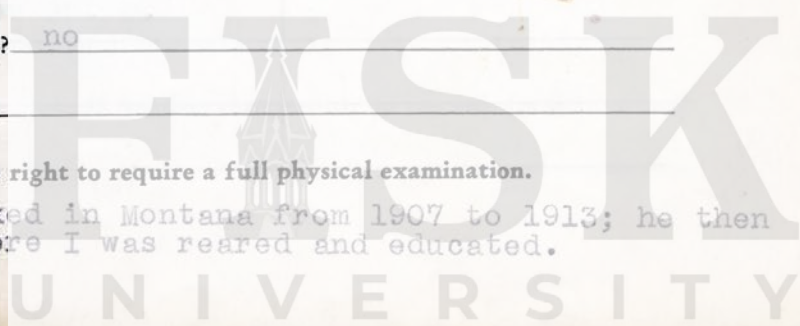 ? no
right to require a full physical examination.
ed in Montana from 1907 to 1913; he then
re I was reared and educated.
FISK
UNIVERSITY